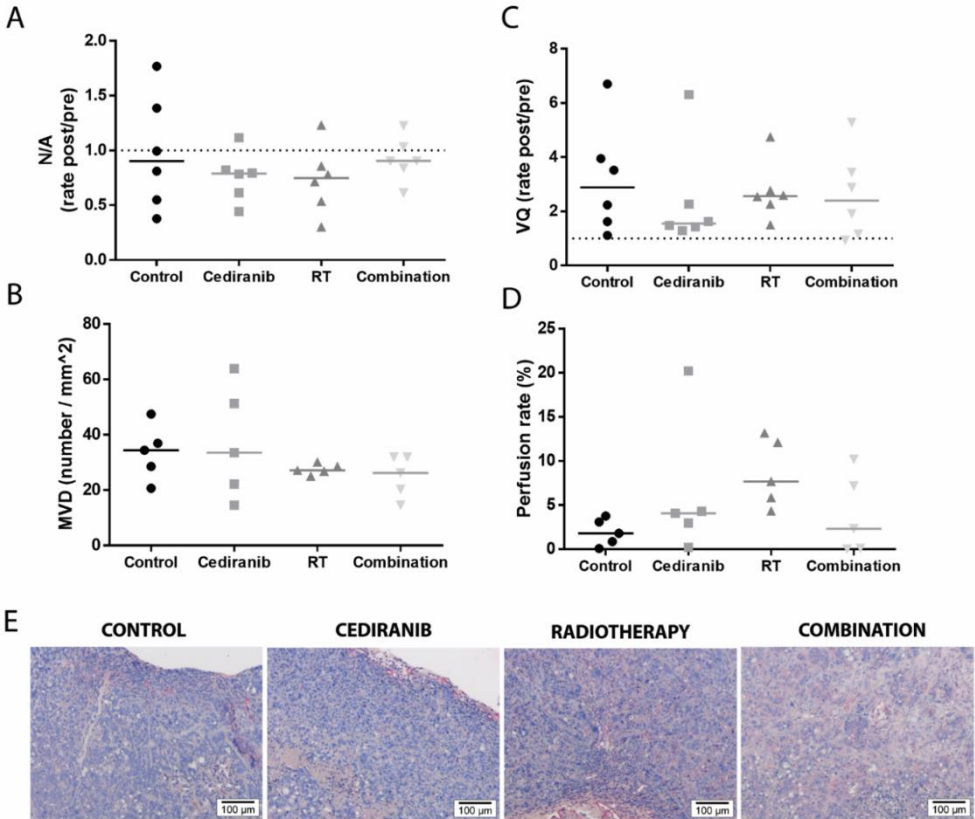 A
N/A
(rate post/pre)
2.0
1.5
1.0
0.5
0.0
Control Cediranib RT Combination
C
VQ (rate post/pre)
8
6
4
2
0
Control Cediranib RT Combination
B
MVD (number / mm^2)
80
60
40
20
0
Control Cediranib RT Combination
D
Perfusion rate (%)
25
20
15
10
5
0
Control Cediranib RT Combination
E
CONTROL CEDIRANIB RADIOTHERAPY COMBINATION
100 µm 100 µm 100 µm 100 µm